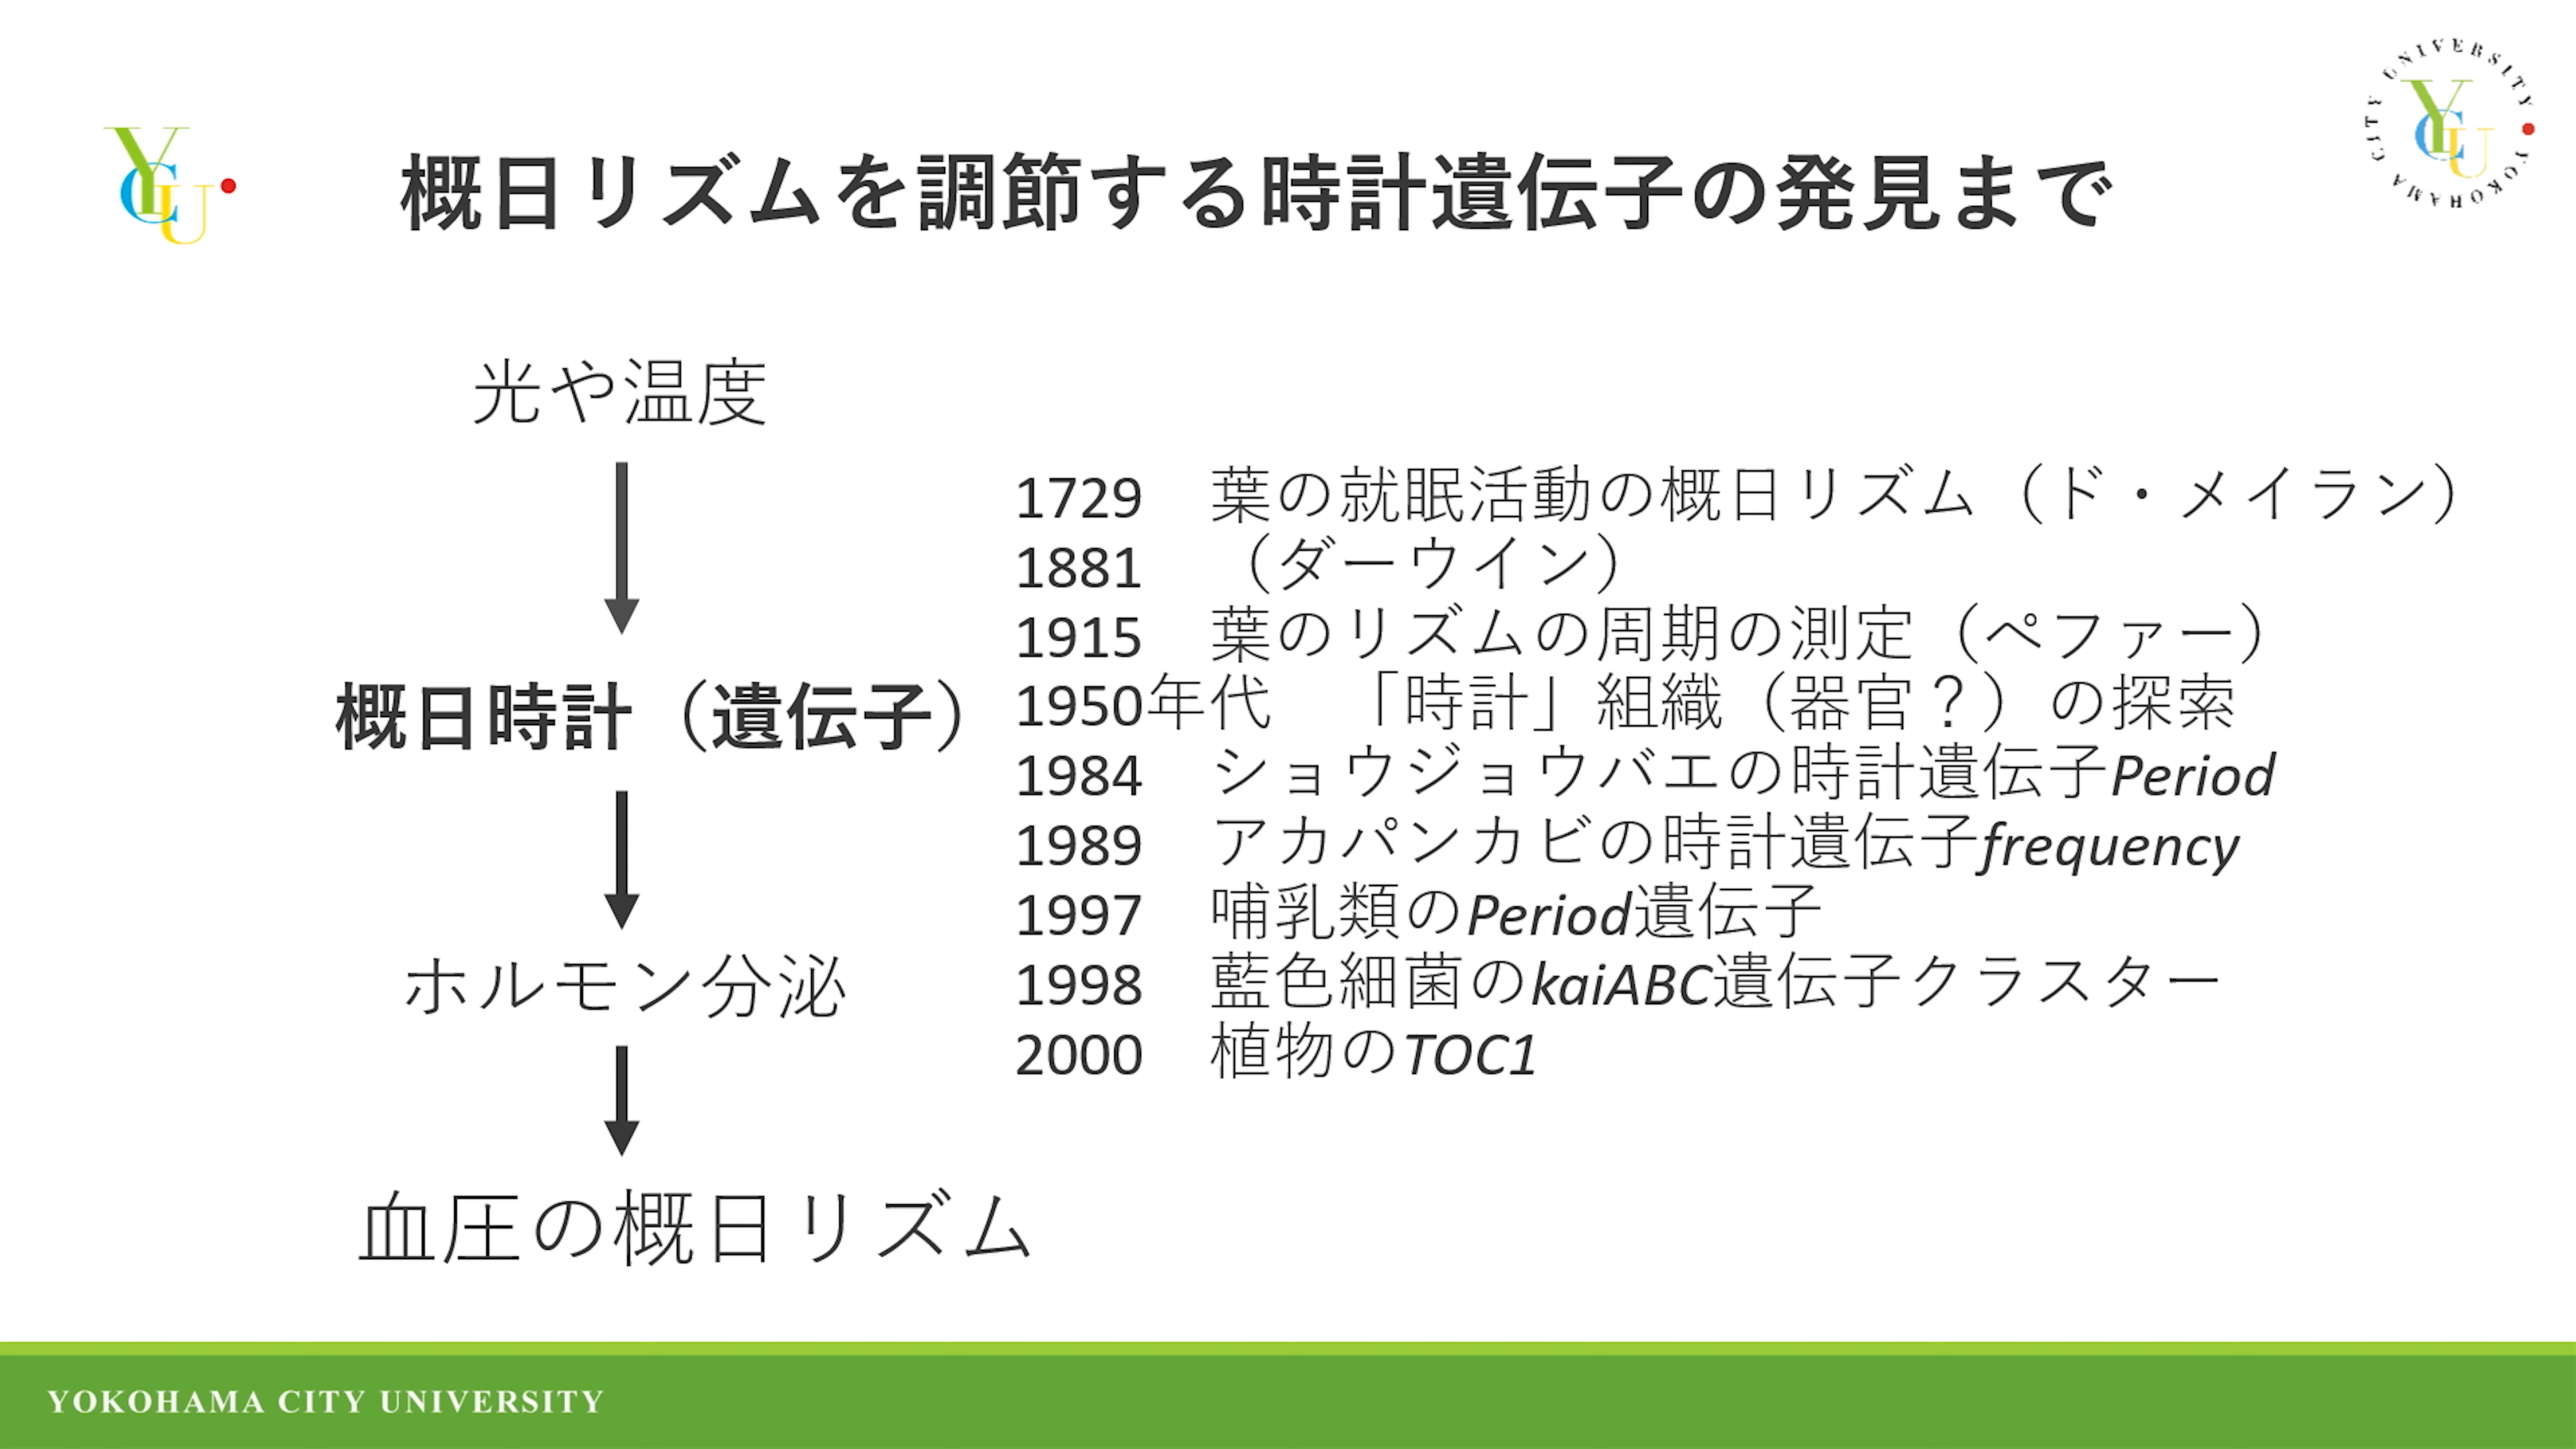 YCU
YOKOHAMA CITY UNIVERSITY
YCU
概日リズムを調節する時計遺伝子の発見まで
光や温度
概日時計（遺伝子）
ホルモン分泌
血圧の概日リズム
1729 葉の就眠活動の概日リズム（ド・メイラン）
1881 （ダーウイン）
1915 葉のリズムの周期の測定（ペファー）
1950年代 「時計」組織（器官？）の探索
1984 ショウジョウバエの時計遺伝子Period
1989 アカパンカビの時計遺伝子frequency
1997 哺乳類のPeriod遺伝子
1998 藍色細菌のkaiABC遺伝子クラスター
2000 植物のTOC1
YOKOHAMA CITY UNIVERSITY